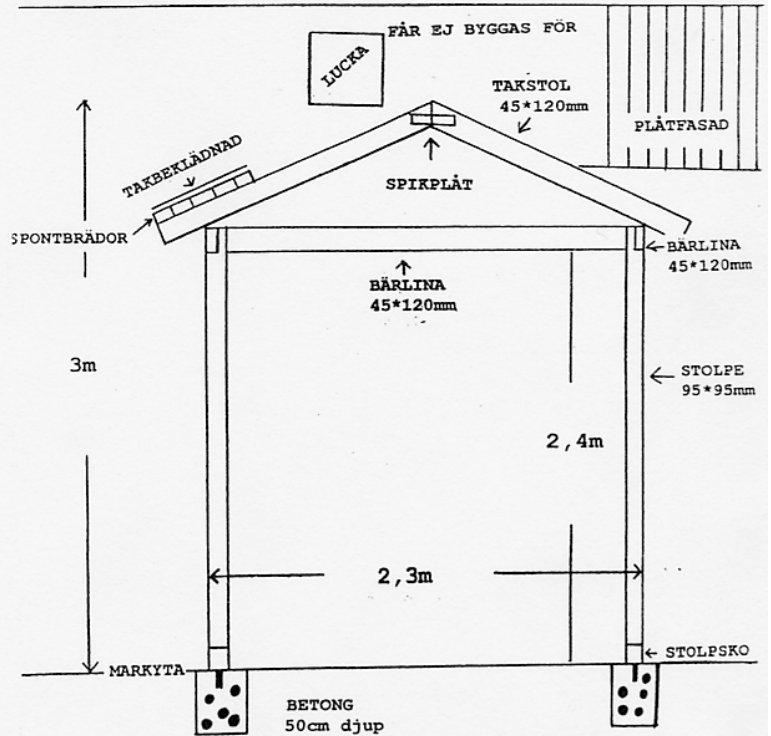 FÅR EJ BYGGAS FÖR
LUCKA
TAKSTOL
45*120mm
PLÅTFASAD
TAKBEKLÄDNAD
SPIKPLÅT
SPONTBRÄDOR
BÄRLINA
45*120mm
BÄRLINA
45*120mm
3m
STOLPE
95*95mm
2,4m
2,3m
STOLPSKO
MARKYTA
BETONG
50cm djup